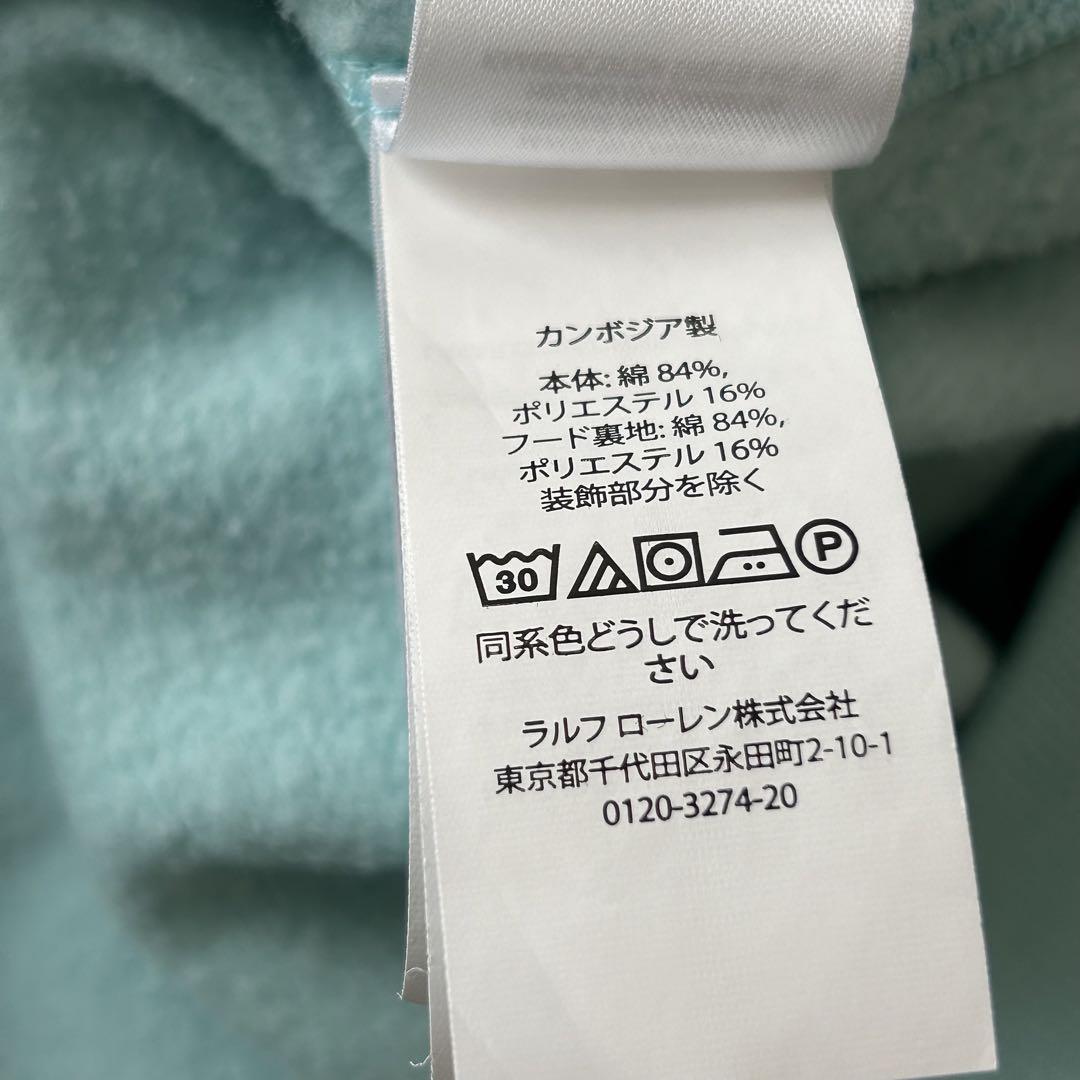 カンボジア製
本体: 綿 84%,
ポリエステル 16%
フード裏地: 綿 84%,
ポリエステル 16%
装飾部分を除く
30 P
同系色どうしで洗ってくだ
さい
ラルフ ローレン株式会社
東京都千代田区永田町2-10-1
0120-3274-20